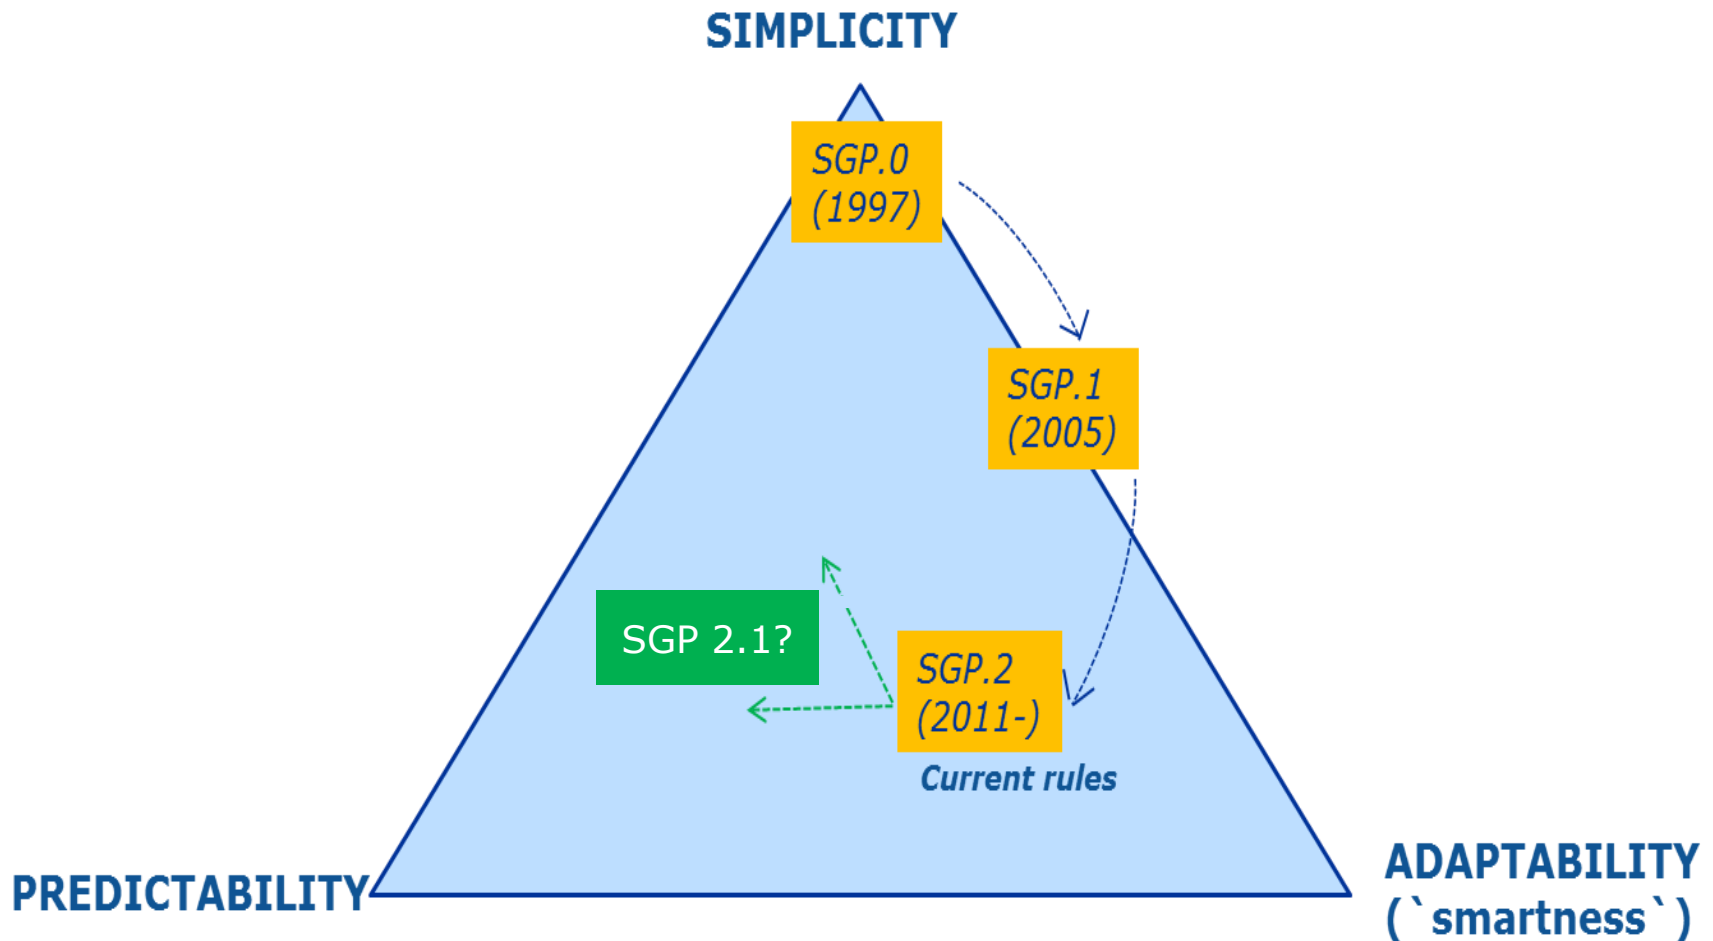 SIMPLICITY
SGP.0
(1997)
SGP.1
(2005)
SGP 2.1?
SGP.2
(2011-)
Current rules
PREDICTABILITY
ADAPTABILITY
(`smartness`)